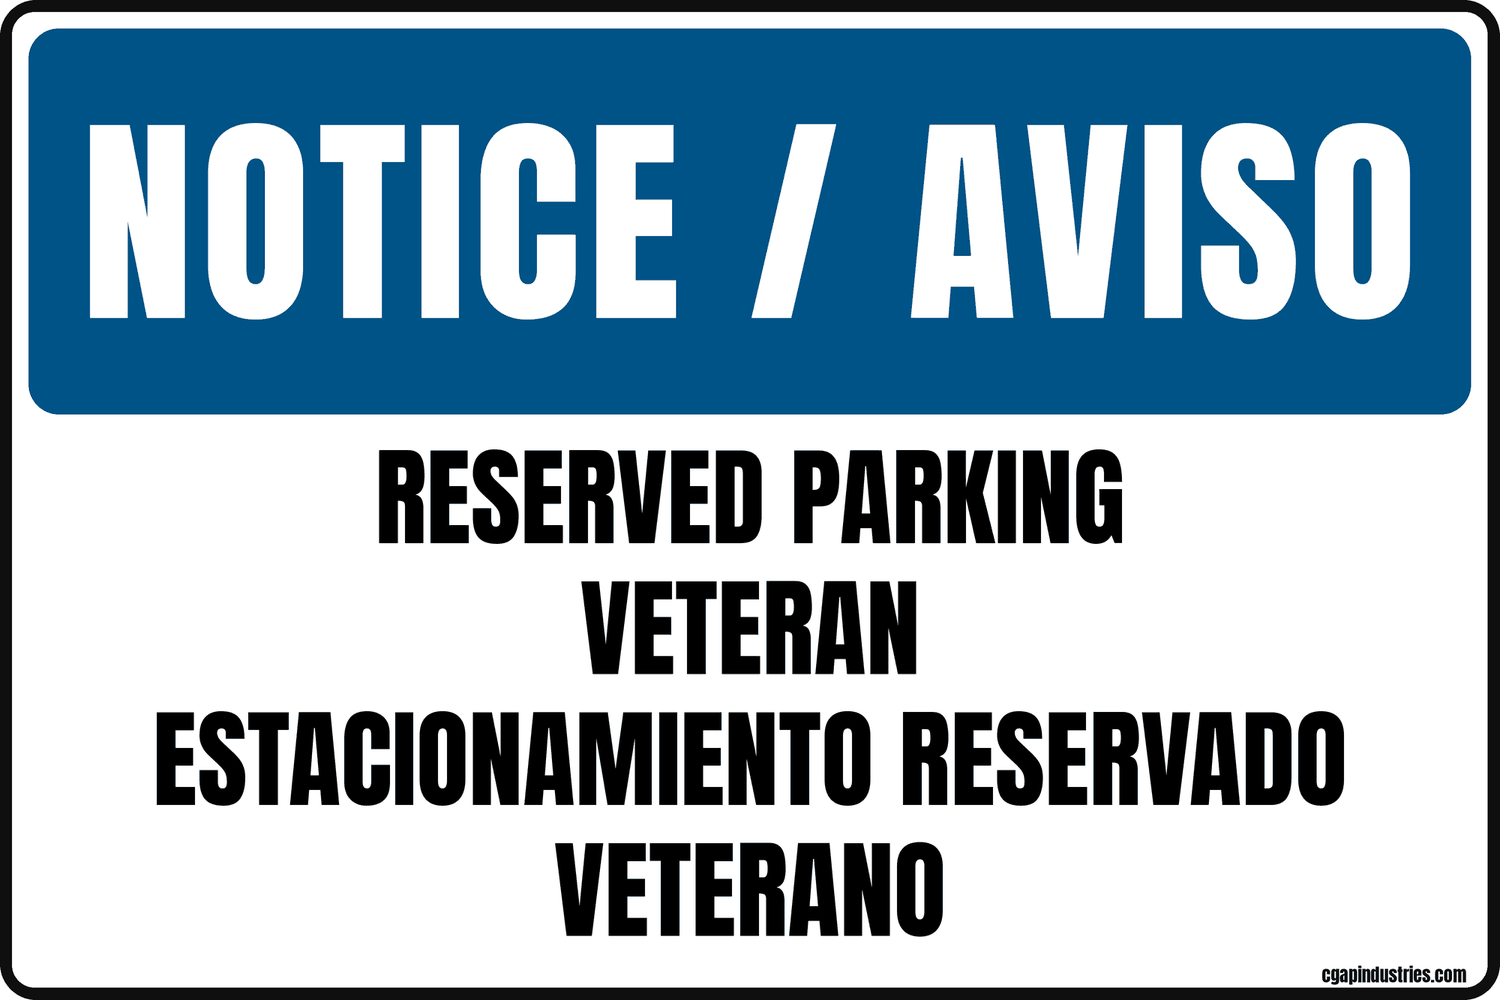 NOTICE / AVISO
RESERVED PARKING
VETERAN
ESTACIONAMIENTO RESERVADO
VETERANO
cgapindustries.com